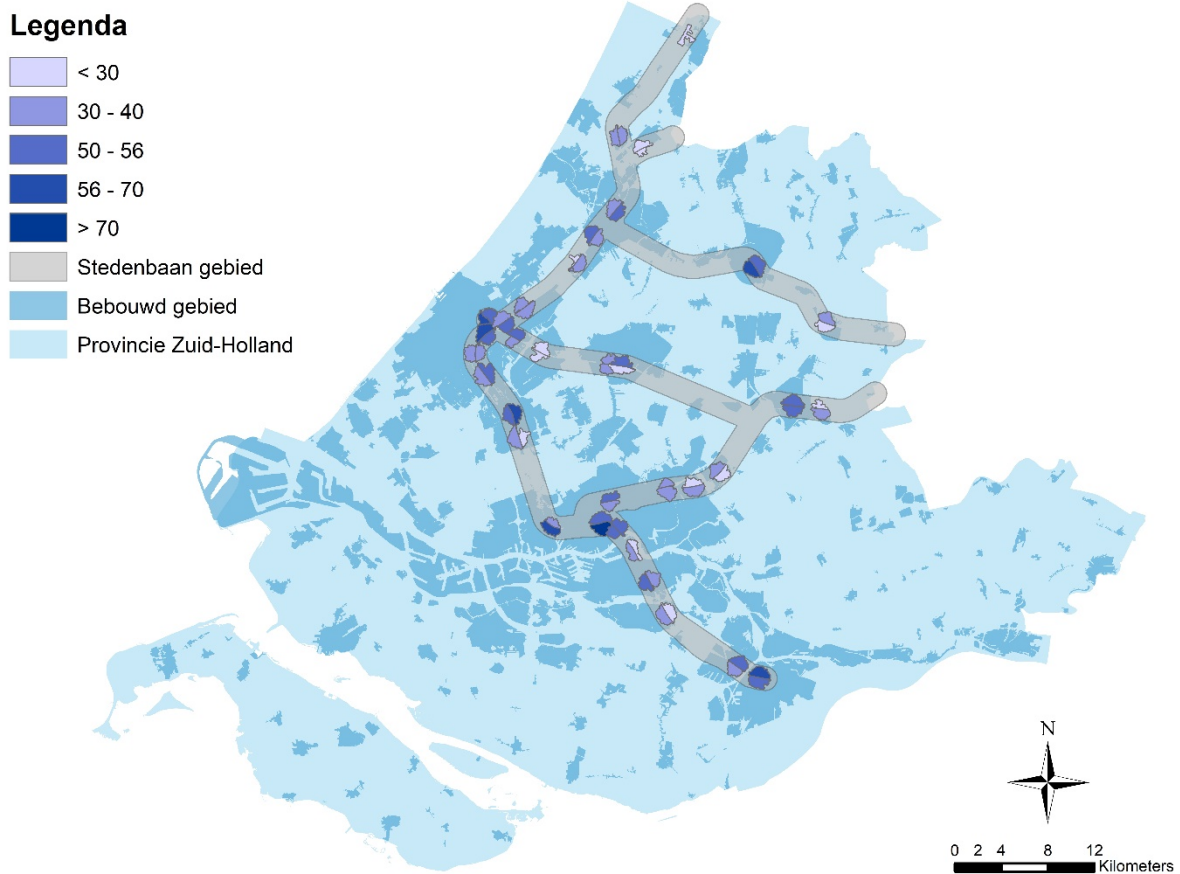 Legenda
< 30
30 - 40
50 - 56
56 - 70
> 70
Stedenbaan gebied
Bebouwd gebied
Provincie Zuid-Holland
N
0 2 4 8 12
Kilometers